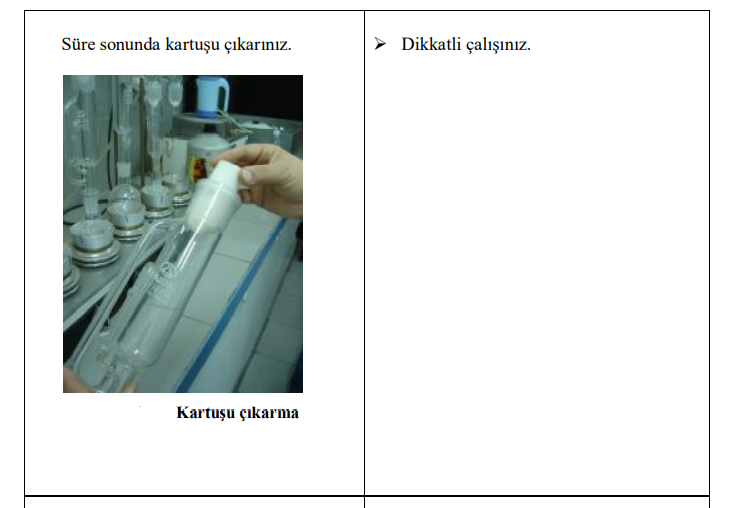 Süre sonunda kartuşu çıkarınız.
➢ Dikkatli çalışınız.
Kartuşu çıkarma